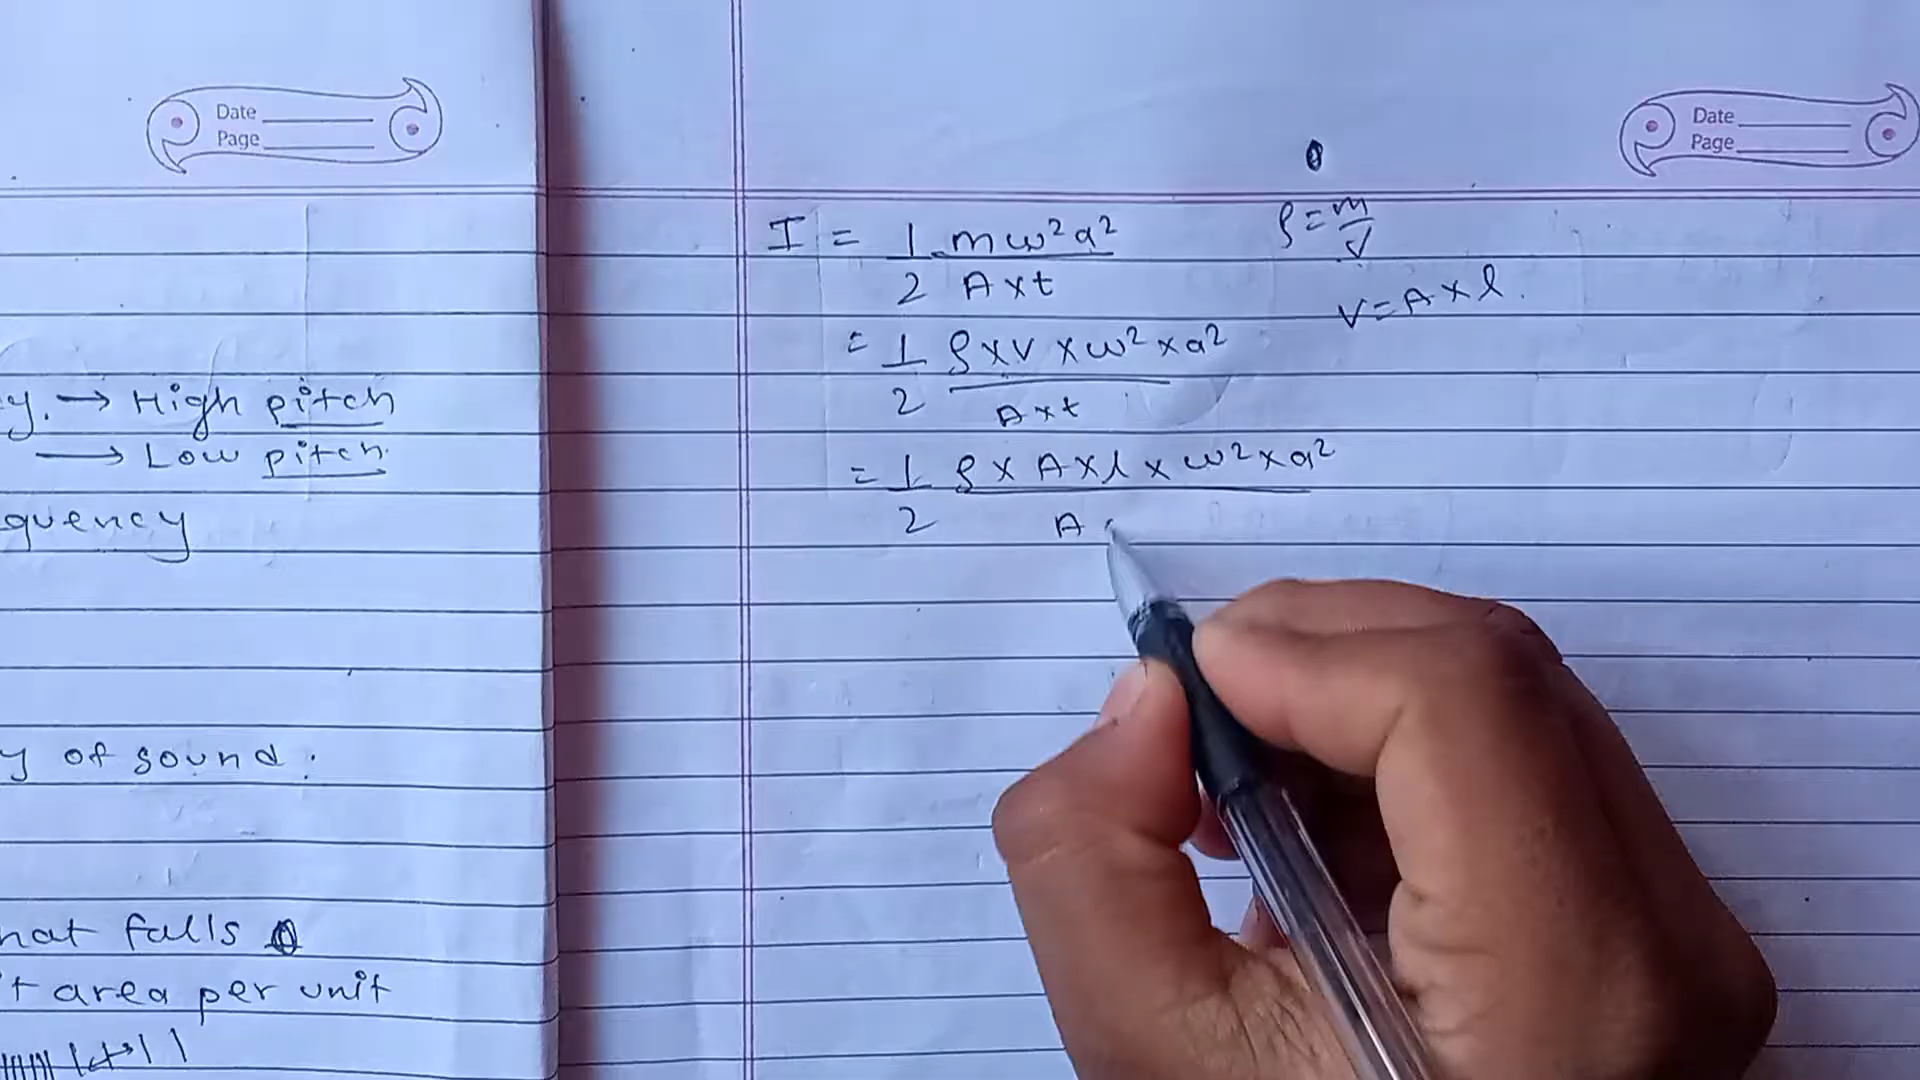 Date
Page
y. → High pitch
→ Low pitch.
quency
y of sound:
hat falls
it area per unit
Date
Page
I = 1/2 mω²a² / A×t
ρ = m/v
V = A × l.
= 1/2 ρ×v×ω²×a² / A×t
= 1/2 ρ × A × l × ω² × a² / A